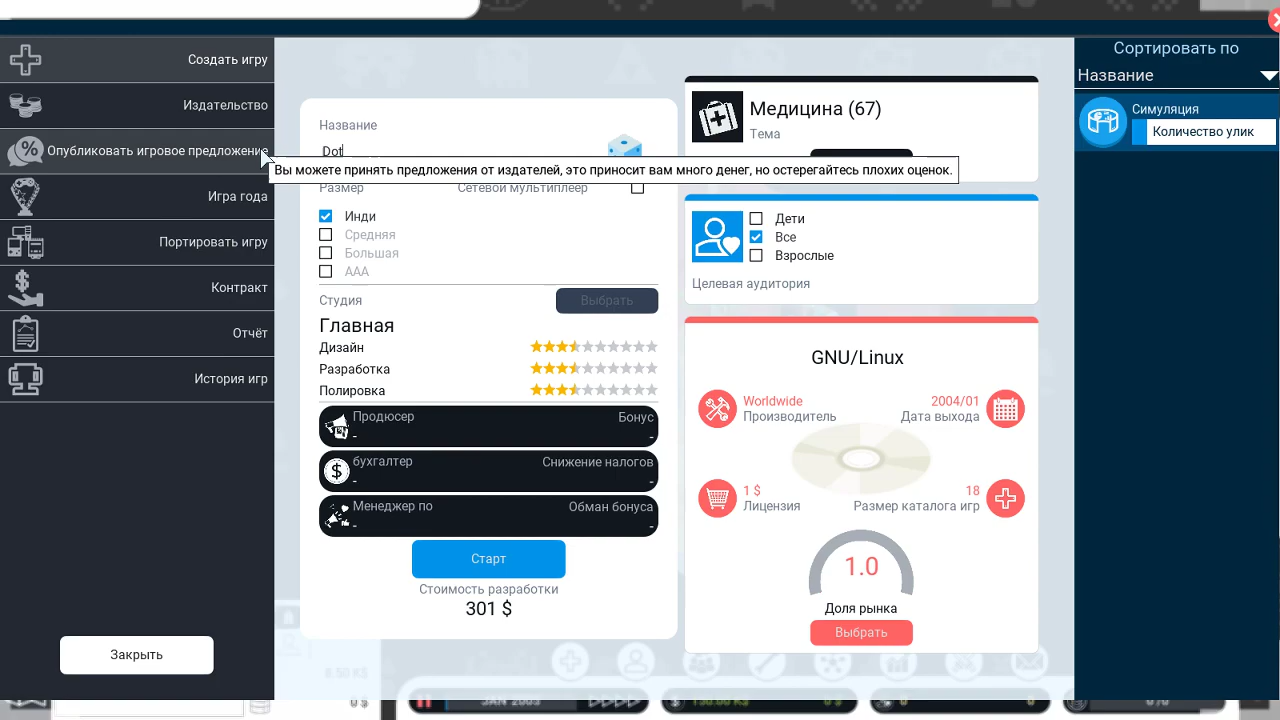 Создать игру
Издательство
Опубликовать игровое предложение
Игра года
Портировать игру
Контракт
Отчёт
История игр
Закрыть
Название
Dot
Вы можете принять предложения от издателей, это приносит вам много денег, но остерегайтесь плохих оценок.
Размер Сетевой мультиплеер
Инди
Средняя
Большая
AAA
Студия Выбрать
Главная
Дизайн
Разработка
Полировка
Продюсер Бонус
- -
бухгалтер Снижение налогов
- -
Менеджер по Обман бонуса
- -
Старт
Стоимость разработки
301 $
Медицина (67)
Тема
Дети
Все
Взрослые
Целевая аудитория
GNU/Linux
Worldwide 2004/01
Производитель Дата выхода
1 $ 18
Лицензия Размер каталога игр
1.0
Доля рынка
Выбрать
Сортировать по
Название
Симуляция
Количество улик